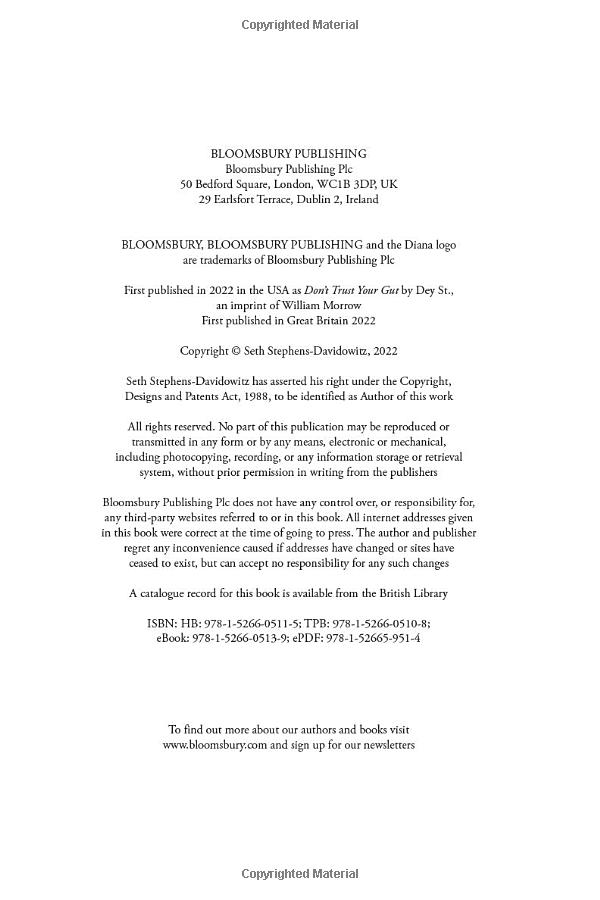 Copyrighted Material
BLOOMSBURY PUBLISHING
Bloomsbury Publishing Plc
50 Bedford Square, London, WC1B 3DP, UK
29 Earlsfort Terrace, Dublin 2, Ireland
BLOOMSBURY, BLOOMSBURY PUBLISHING and the Diana logo
are trademarks of Bloomsbury Publishing Plc
First published in 2022 in the USA as Don't Trust Your Gut by Dey St.,
an imprint of William Morrow
First published in Great Britain 2022
Copyright © Seth Stephens-Davidowitz, 2022
Seth Stephens-Davidowitz has asserted his right under the Copyright,
Designs and Patents Act, 1988, to be identified as Author of this work
All rights reserved. No part of this publication may be reproduced or
transmitted in any form or by any means, electronic or mechanical,
including photocopying, recording, or any information storage or retrieval
system, without prior permission in writing from the publishers
Bloomsbury Publishing Plc does not have any control over, or responsibility for,
any third-party websites referred to or in this book. All internet addresses given
in this book were correct at the time of going to press. The author and publisher
regret any inconvenience caused if addresses have changed or sites have
ceased to exist, but can accept no responsibility for any such changes
A catalogue record for this book is available from the British Library
ISBN: HB: 978-1-5266-0511-5; TPB: 978-1-5266-0510-8;
eBook: 978-1-5266-0513-9; ePDF: 978-1-52665-951-4
To find out more about our authors and books visit
www.bloomsbury.com and sign up for our newsletters
Copyrighted Material